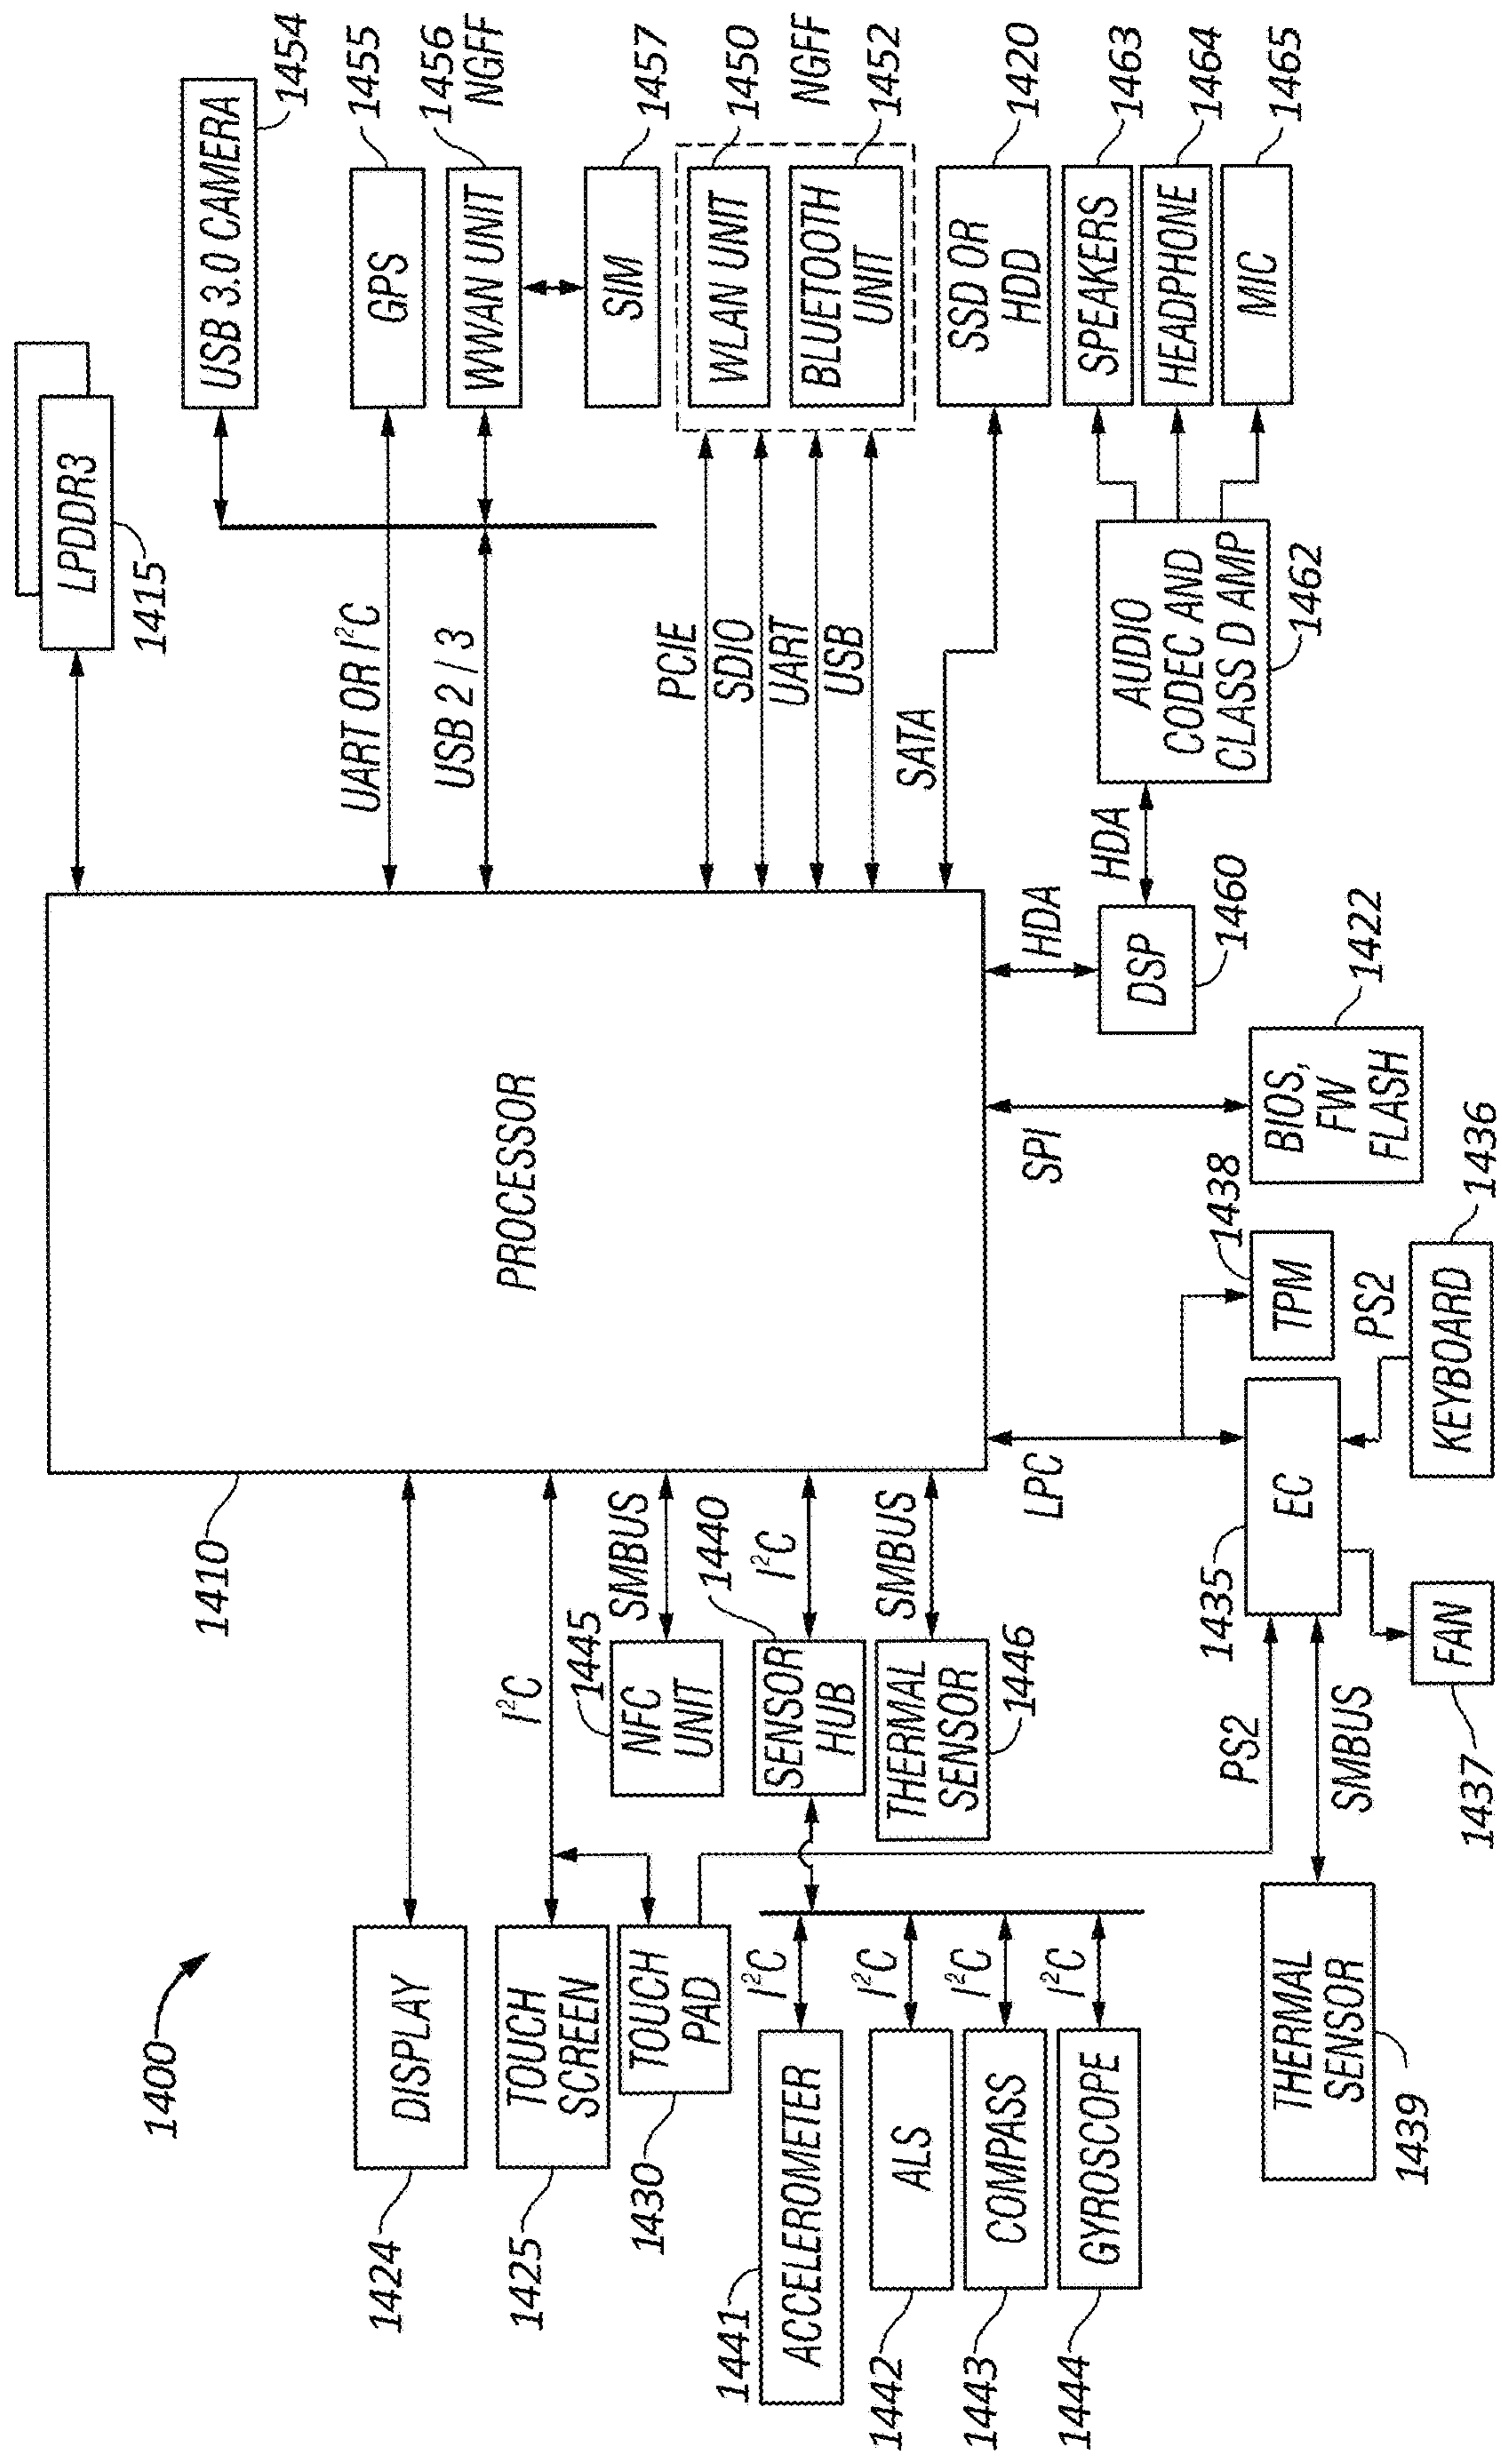 1400
LPDDR3
1415
USB 3.0 CAMERA
1454
1410
PROCESSOR
DISPLAY
1424
UART OR I²C
GPS
1455
TOUCH
SCREEN
1425
I²C
USB 2 / 3
WWAN UNIT
1456
NGFF
TOUCH
PAD
1430
NFC
UNIT
1445
SMBUS
SIM
1457
PCIE
SDIO
UART
USB
WLAN UNIT
1450
NGFF
BLUETOOTH
UNIT
1452
ACCELEROMETER
1441
I²C
SENSOR
HUB
1440
I²C
ALS
1442
I²C
THERMAL
SENSOR
1446
SMBUS
SATA
SSD OR
HDD
1420
COMPASS
1443
I²C
GYROSCOPE
1444
I²C
LPC
SPI
HDA
DSP
1460
HDA
AUDIO
CODEC AND
CLASS D AMP
1462
SPEAKERS
1463
HEADPHONE
1464
MIC
1465
THERMAL
SENSOR
1439
PS2
SMBUS
1435
EC
TPM
1438
BIOS,
FW
FLASH
1422
FAN
1437
PS2
KEYBOARD
1436